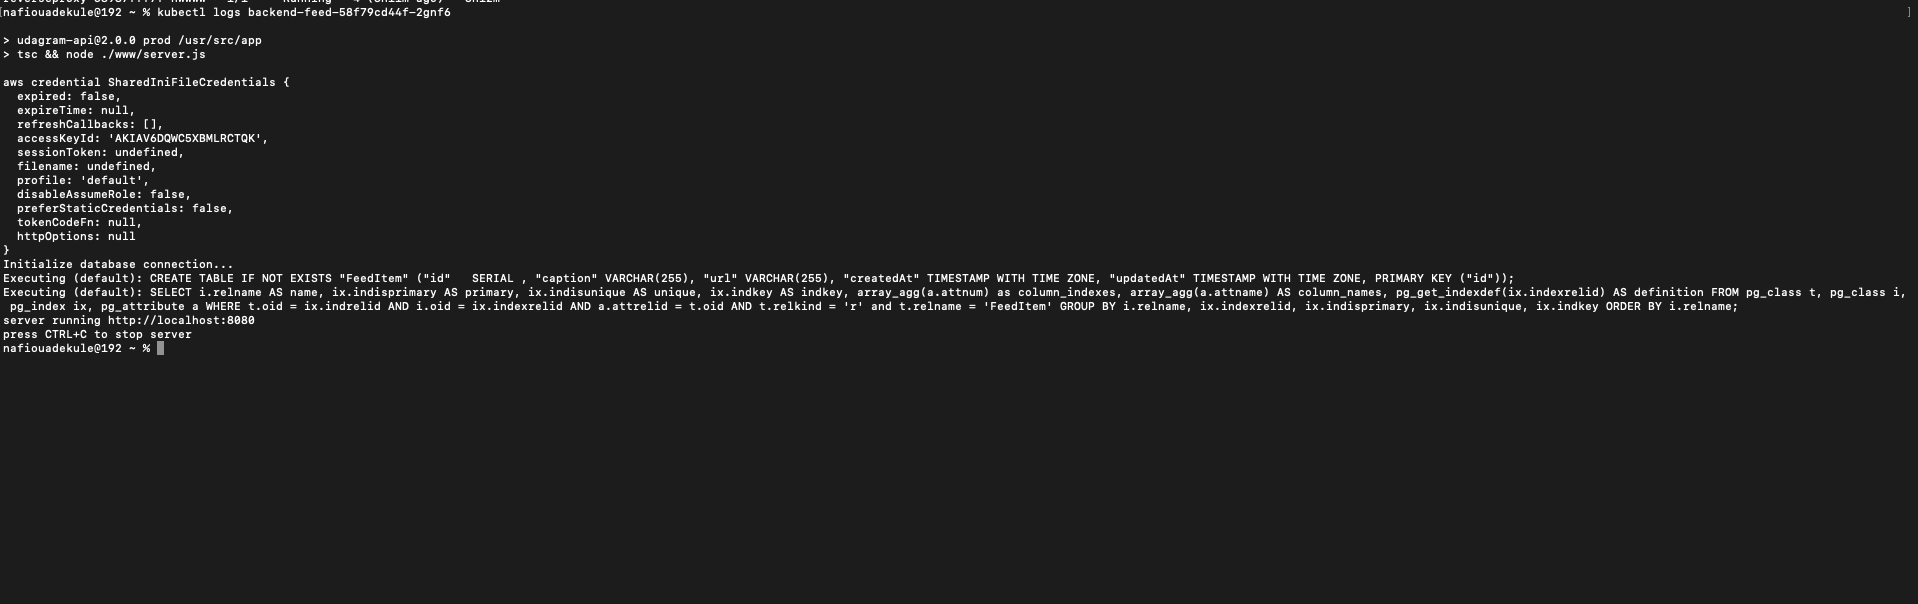 [nafiouadekule@192 ~ % kubectl logs backend-feed-58f79cd44f-2gnf6 ]
> udagram-api@2.0.0 prod /usr/src/app
> tsc && node ./www/server.js
aws credential SharedIniFileCredentials {
  expired: false,
  expireTime: null,
  refreshCallbacks: [],
  accessKeyId: 'AKIAV6DQWC5XBMLRCTQK',
  sessionToken: undefined,
  filename: undefined,
  profile: 'default',
  disableAssumeRole: false,
  preferStaticCredentials: false,
  tokenCodeFn: null,
  httpOptions: null
}
Initialize database connection...
Executing (default): CREATE TABLE IF NOT EXISTS "FeedItem" ("id"   SERIAL , "caption" VARCHAR(255), "url" VARCHAR(255), "createdAt" TIMESTAMP WITH TIME ZONE, "updatedAt" TIMESTAMP WITH TIME ZONE, PRIMARY KEY ("id"));
Executing (default): SELECT i.relname AS name, ix.indisprimary AS primary, ix.indisunique AS unique, ix.indkey AS indkey, array_agg(a.attnum) as column_indexes, array_agg(a.attname) AS column_names, pg_get_indexdef(ix.indexrelid) AS definition FROM pg_class t, pg_class i,
 pg_index ix, pg_attribute a WHERE t.oid = ix.indrelid AND i.oid = ix.indexrelid AND a.attrelid = t.oid AND t.relkind = 'r' and t.relname = 'FeedItem' GROUP BY i.relname, ix.indexrelid, ix.indisprimary, ix.indisunique, ix.indkey ORDER BY i.relname;
server running http://localhost:8080
press CTRL+C to stop server
nafiouadekule@192 ~ %